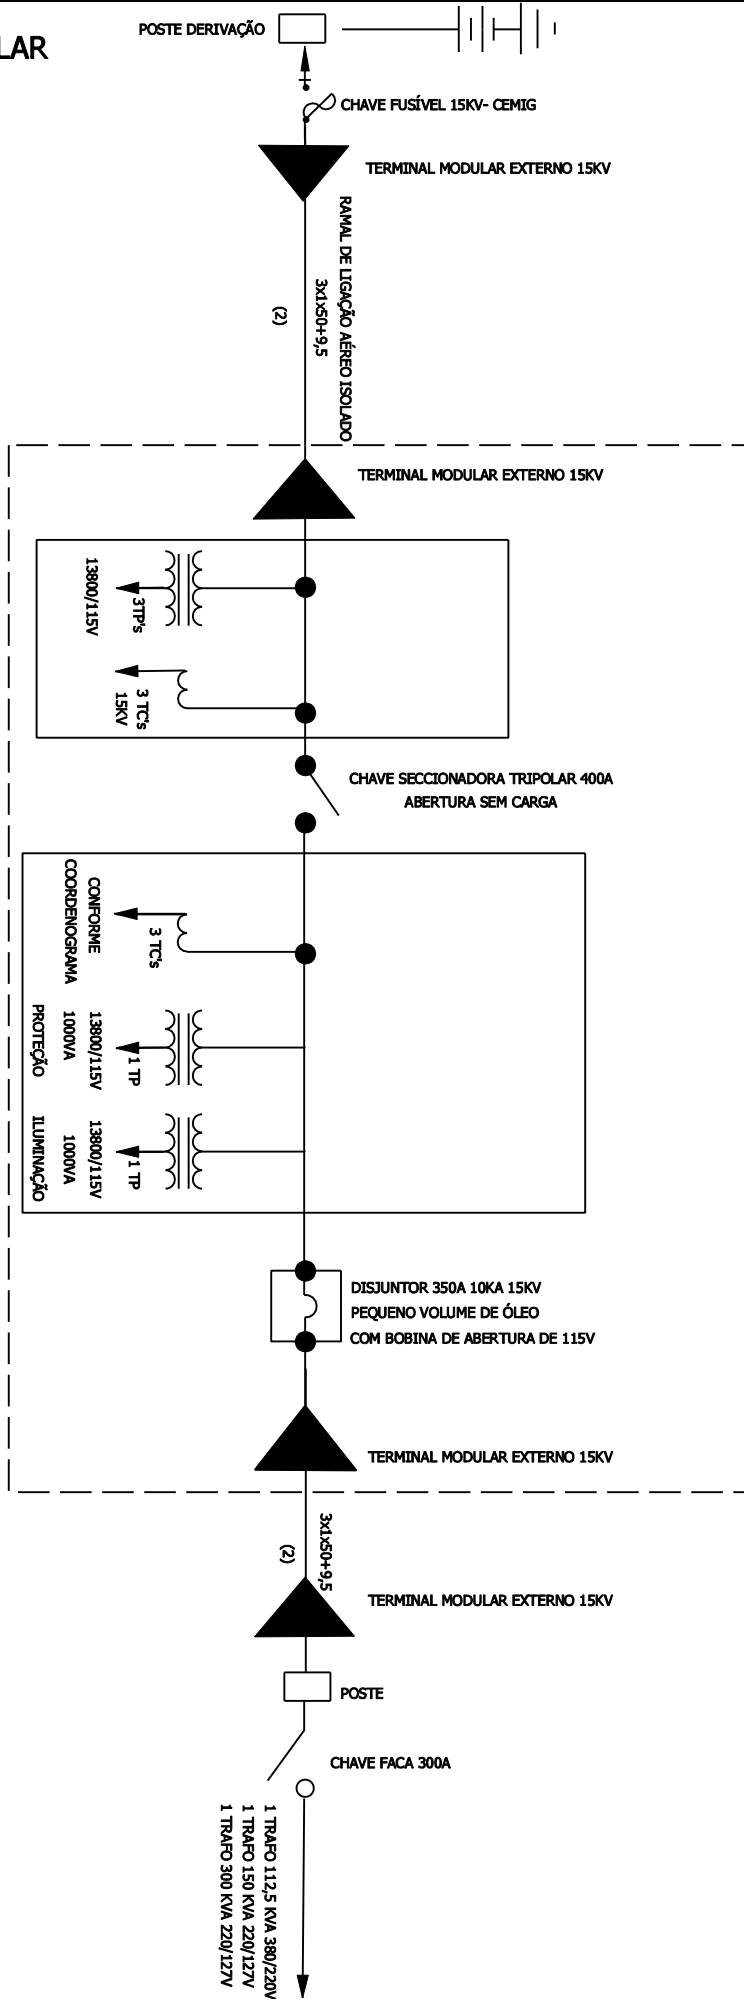 LAR
POSTE DERIVAÇÃO
CHAVE FUSÍVEL 15KV- CEMIG
TERMINAL MODULAR EXTERNO 15KV
RAMAL DE LIGAÇÃO AÉREO ISOLADO
3x1x50+9,5
(2)
TERMINAL MODULAR EXTERNO 15KV
3TP's
13800/115V
3 TC's
15KV
CHAVE SECCIONADORA TRIPOLAR 400A
ABERTURA SEM CARGA
3 TC's
CONFORME
COORDENOGRAMA
1 TP
13800/115V
1000VA
PROTEÇÃO
1 TP
13800/115V
1000VA
ILUMINAÇÃO
DISJUNTOR 350A 10KA 15KV
PEQUENO VOLUME DE ÓLEO
COM BOBINA DE ABERTURA DE 115V
TERMINAL MODULAR EXTERNO 15KV
3x1x50+9,5
(2)
TERMINAL MODULAR EXTERNO 15KV
POSTE
CHAVE FACA 300A
1 TRAFO 112,5 KVA 380/220V
1 TRAFO 150 KVA 220/127V
1 TRAFO 300 KVA 220/127V